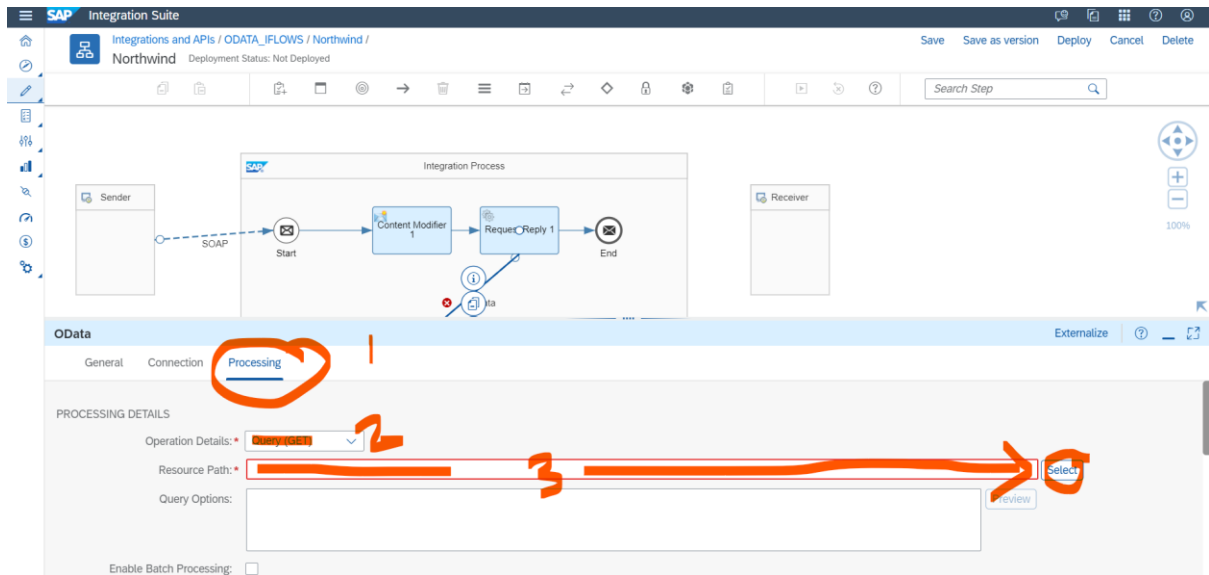 SAP Integration Suite
Integrations and APIs / ODATA_IFLOWS / Northwind /
Northwind Deployment Status: Not Deployed
Save Save as version Deploy Cancel Delete
Search Step
SAP Integration Process
Sender
Receiver
Content Modifier
1
Request Reply 1
SOAP
Start
End
100%
OData
Externalize
General Connection Processing
1
PROCESSING DETAILS
Operation Details:* Query (GET) 2
Resource Path:* 3 Select
Query Options: Preview
Enable Batch Processing: